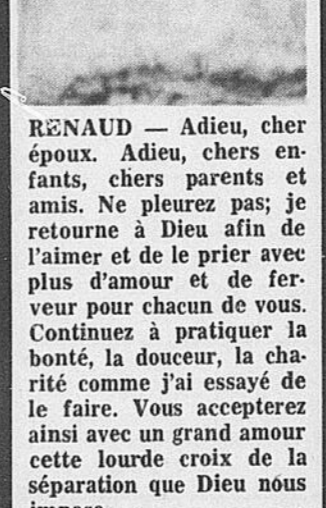 RENAUD — Adieu, cher
époux. Adieu, chers en-
fants, chers parents et
amis. Ne pleurez pas; je
retourne à Dieu afin de
l'aimer et de le prier avec
plus d'amour et de fer-
veur pour chacun de vous.
Continuez à pratiquer la
bonté, la douceur, la cha-
rité comme j'ai essayé de
le faire. Vous accepterez
ainsi avec un grand amour
cette lourde croix de la
séparation que Dieu nous